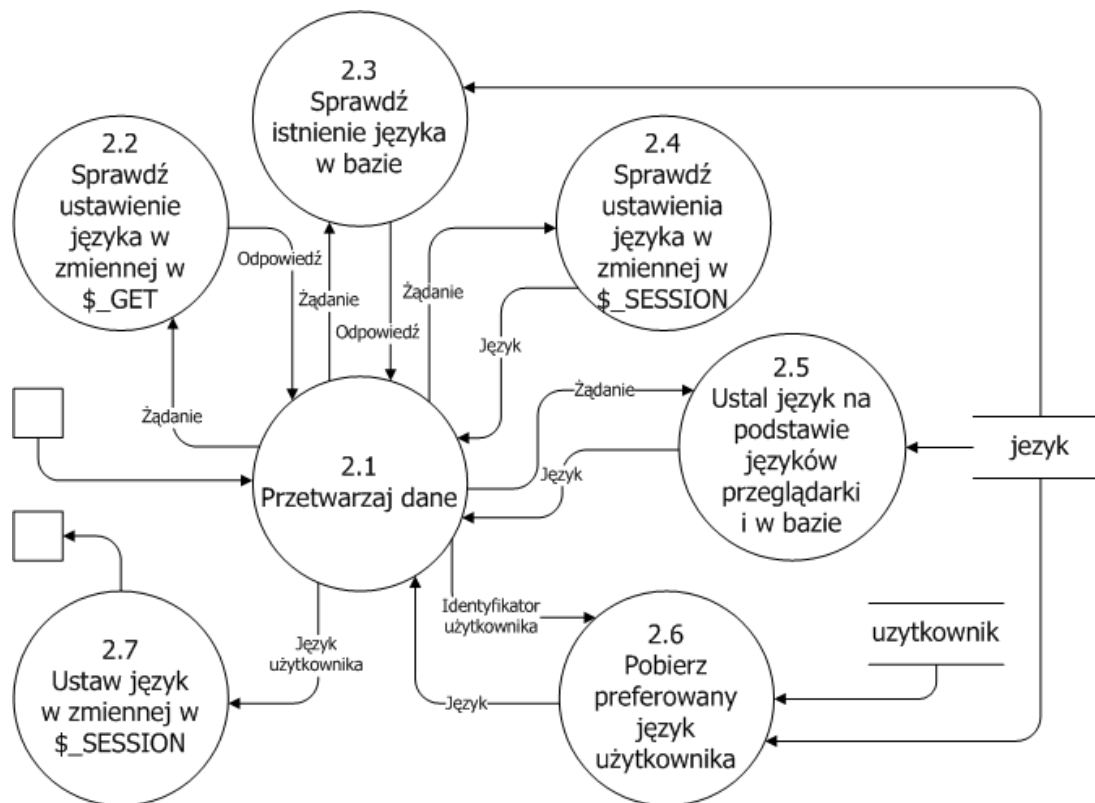 2.3
Sprawdź
istnienie języka
w bazie
2.2
Sprawdź
ustawienie
języka w
zmiennej w
$_GET
2.4
Sprawdź
ustawienia
języka w
zmiennej w
$_SESSION
Odpowiedź
Żądanie
Żądanie
Odpowiedź
Język
2.5
Ustal język na
podstawie
języków
przeglądarki
i w bazie
Żądanie
Żądanie
Język
jezyk
2.1
Przetwarzaj dane
Identyfikator
użytkownika
uzytkownik
2.7
Ustaw język
w zmiennej w
$_SESSION
Język
użytkownika
Język
2.6
Pobierz
preferowany
język
użytkownika